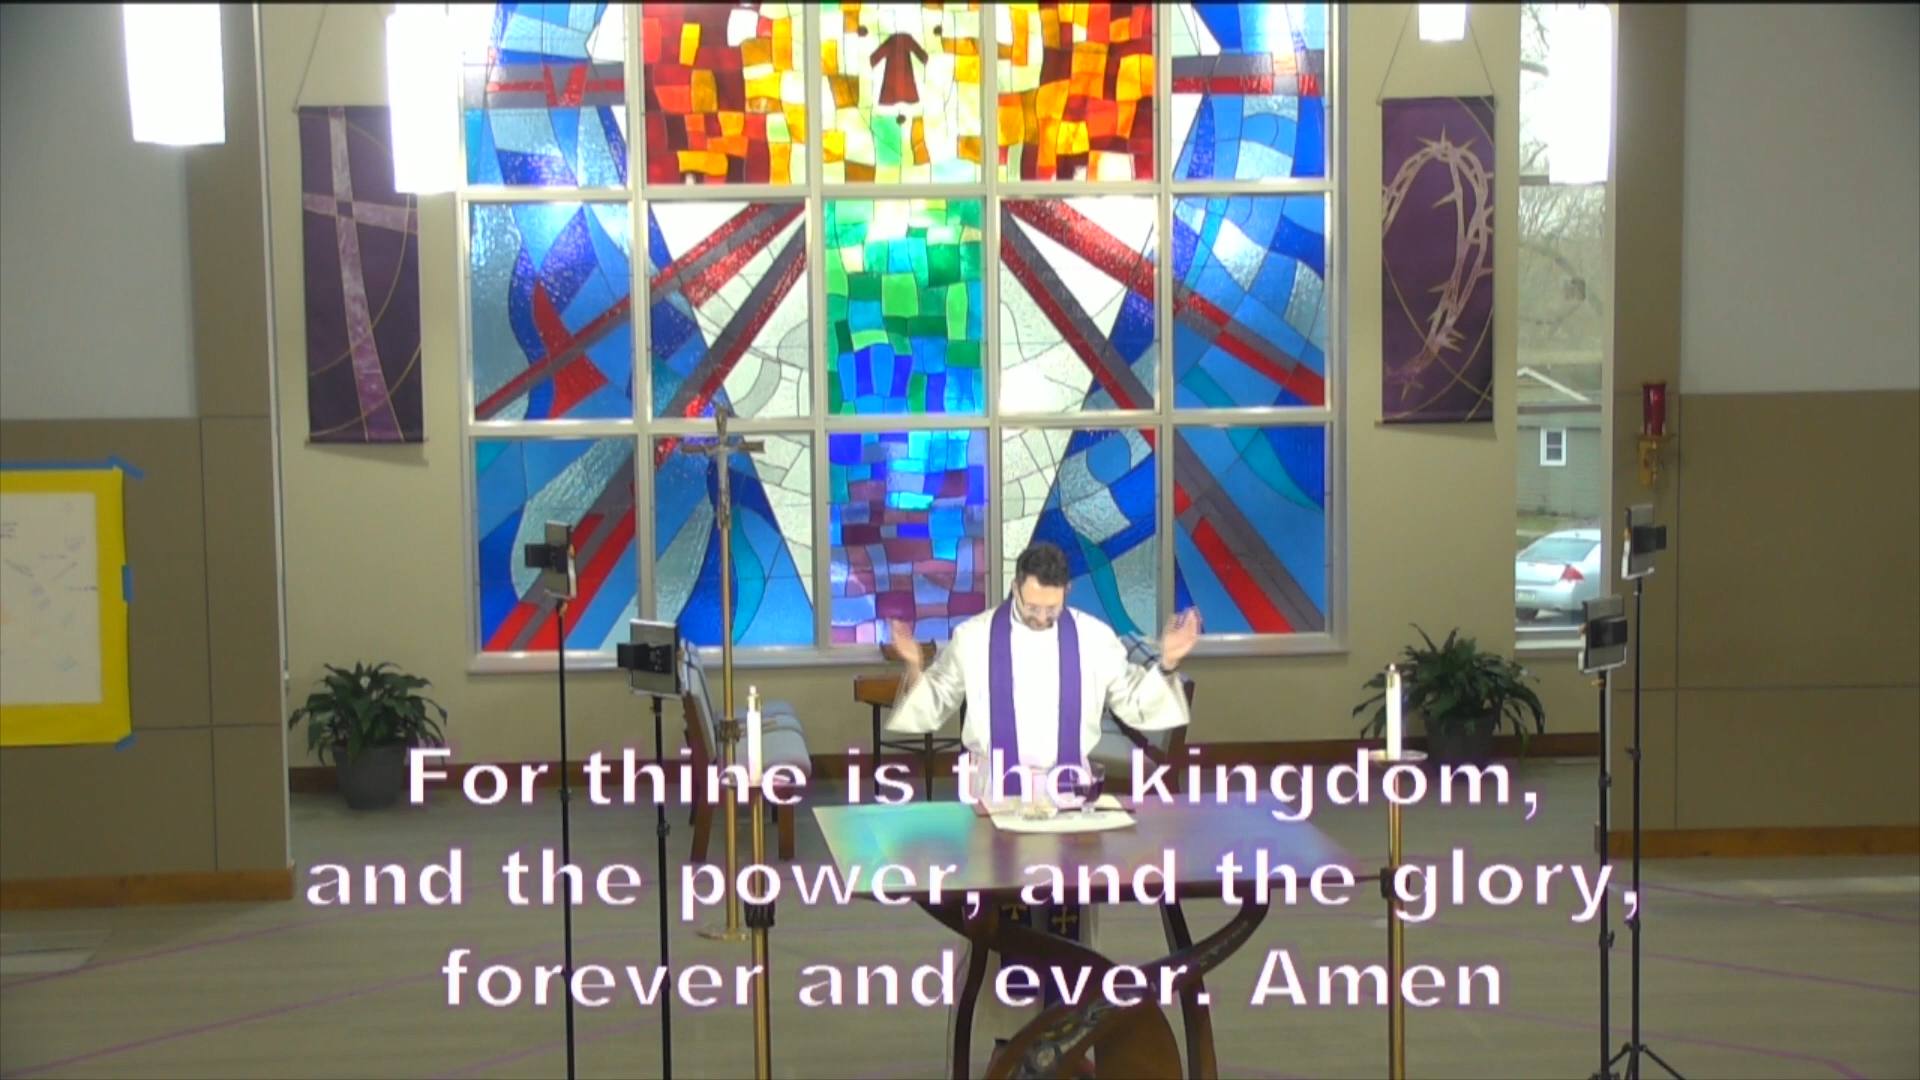 For thine is the kingdom,
and the power, and the glory,
forever and ever. Amen